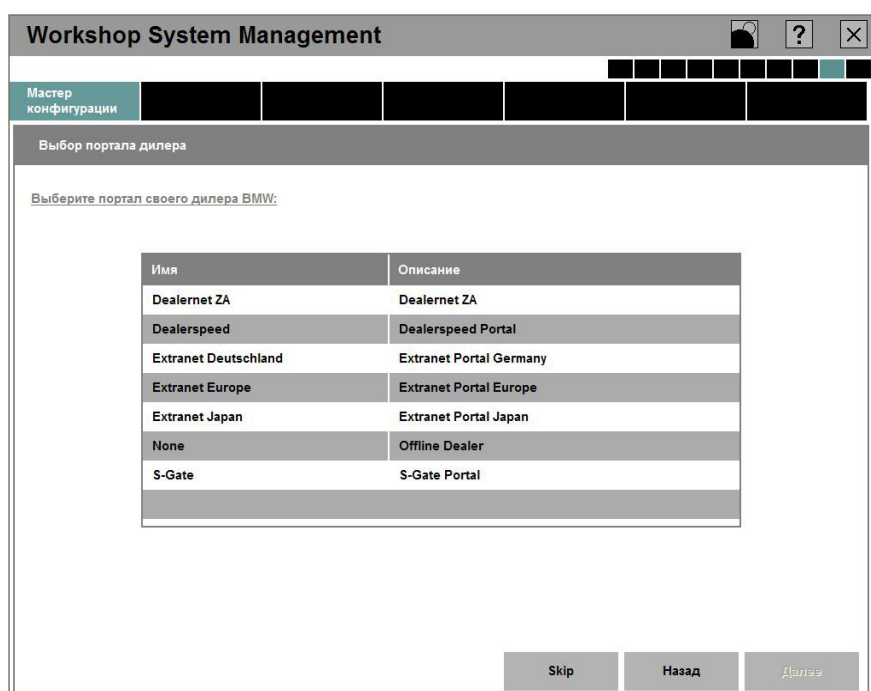 Workshop System Management
?
Мастер
конфигурации
Выбор портала дилера
Выберите портал своего дилера BMW:
Имя Описание
Dealernet ZA Dealernet ZA
Dealerspeed Dealerspeed Portal
Extranet Deutschland Extranet Portal Germany
Extranet Europe Extranet Portal Europe
Extranet Japan Extranet Portal Japan
None Offline Dealer
S-Gate S-Gate Portal
Skip Назад Далее